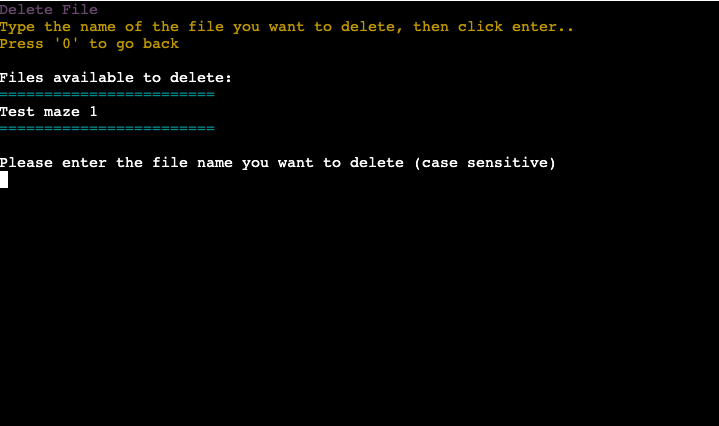 Delete File
Type the name of the file you want to delete, then click enter..
Press '0' to go back
Files available to delete:
========================
Test maze 1
========================
Please enter the file name you want to delete (case sensitive)